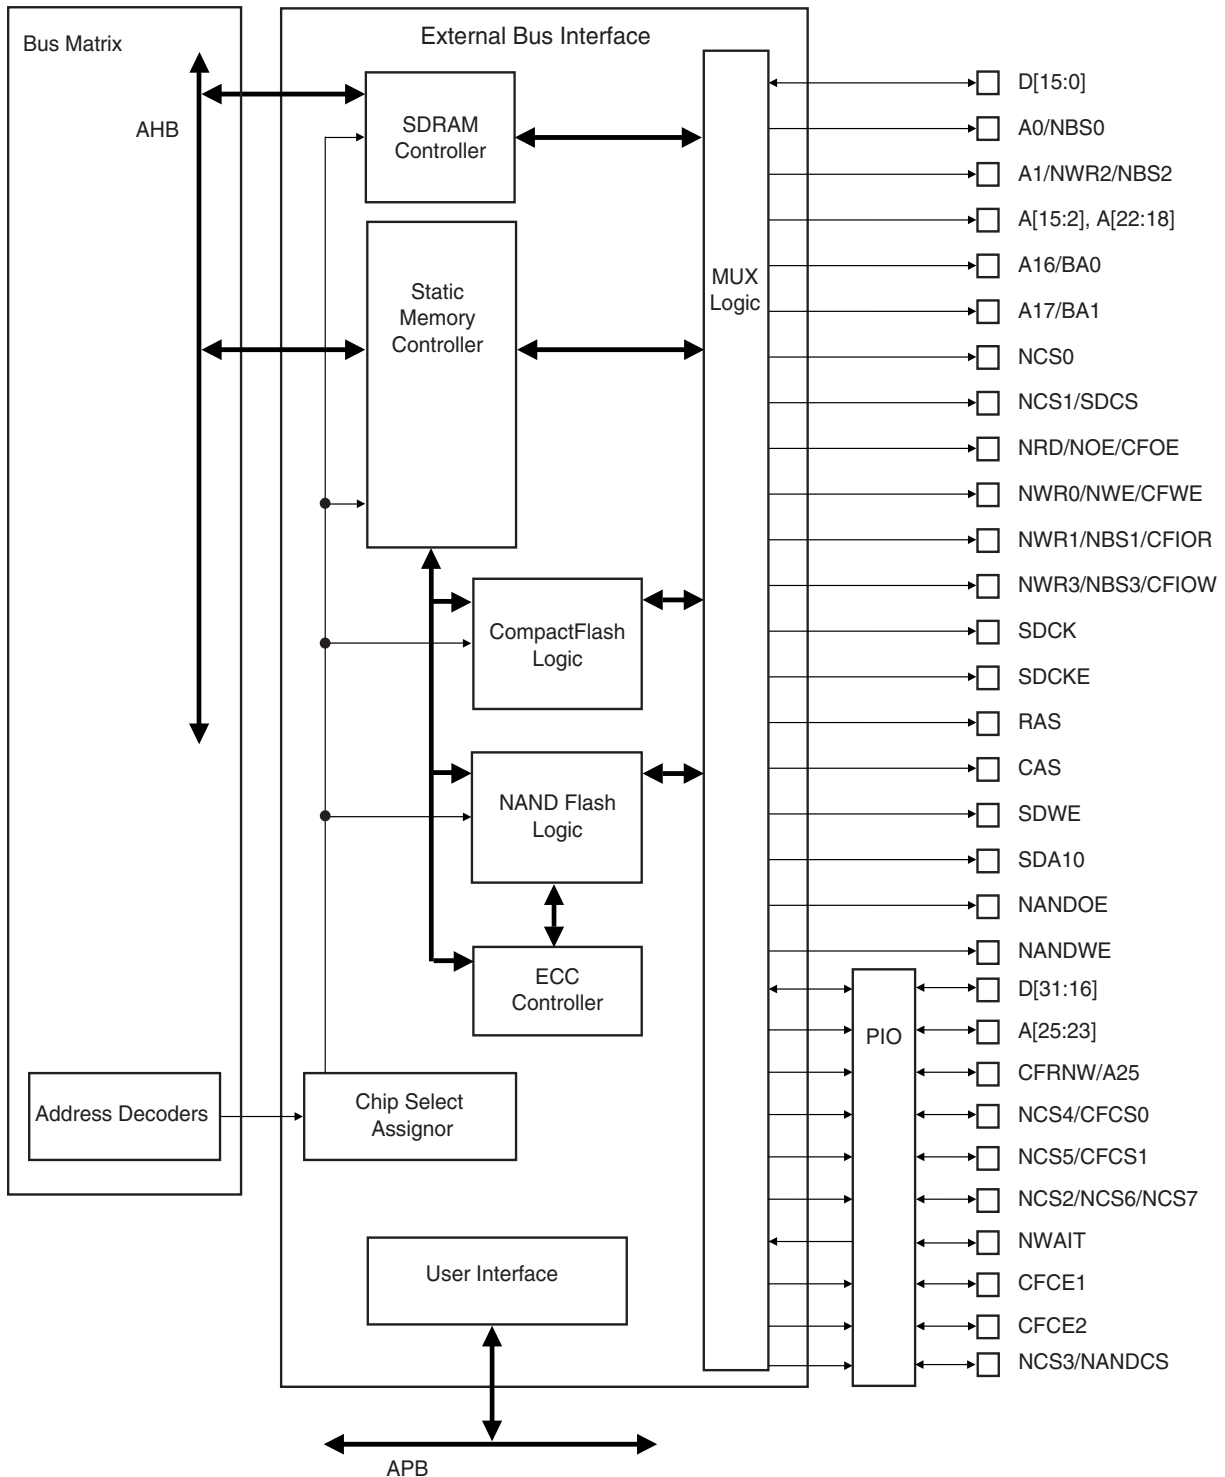 Bus Matrix
External Bus Interface
AHB
SDRAM
Controller
Static
Memory
Controller
MUX
Logic
CompactFlash
Logic
NAND Flash
Logic
ECC
Controller
Address Decoders
Chip Select
Assignor
User Interface
APB
PIO
D[15:0]
A0/NBS0
A1/NWR2/NBS2
A[15:2], A[22:18]
A16/BA0
A17/BA1
NCS0
NCS1/SDCS
NRD/NOE/CFOE
NWR0/NWE/CFWE
NWR1/NBS1/CFIOR
NWR3/NBS3/CFIOW
SDCK
SDCKE
RAS
CAS
SDWE
SDA10
NANDOE
NANDWE
D[31:16]
A[25:23]
CFRNW/A25
NCS4/CFCS0
NCS5/CFCS1
NCS2/NCS6/NCS7
NWAIT
CFCE1
CFCE2
NCS3/NANDCS